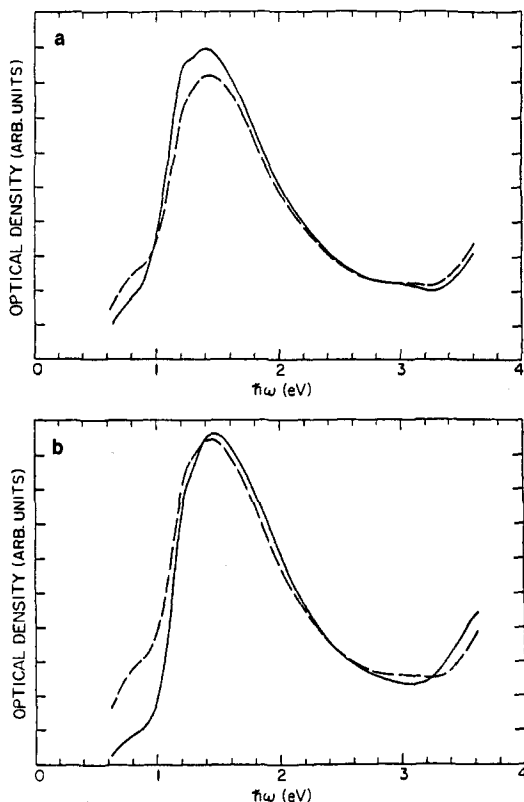 a
OPTICAL DENSITY (ARB. UNITS)
0 1 2 3 4
ħω (eV)
b
OPTICAL DENSITY (ARB. UNITS)
0 1 2 3 4
ħω (eV)